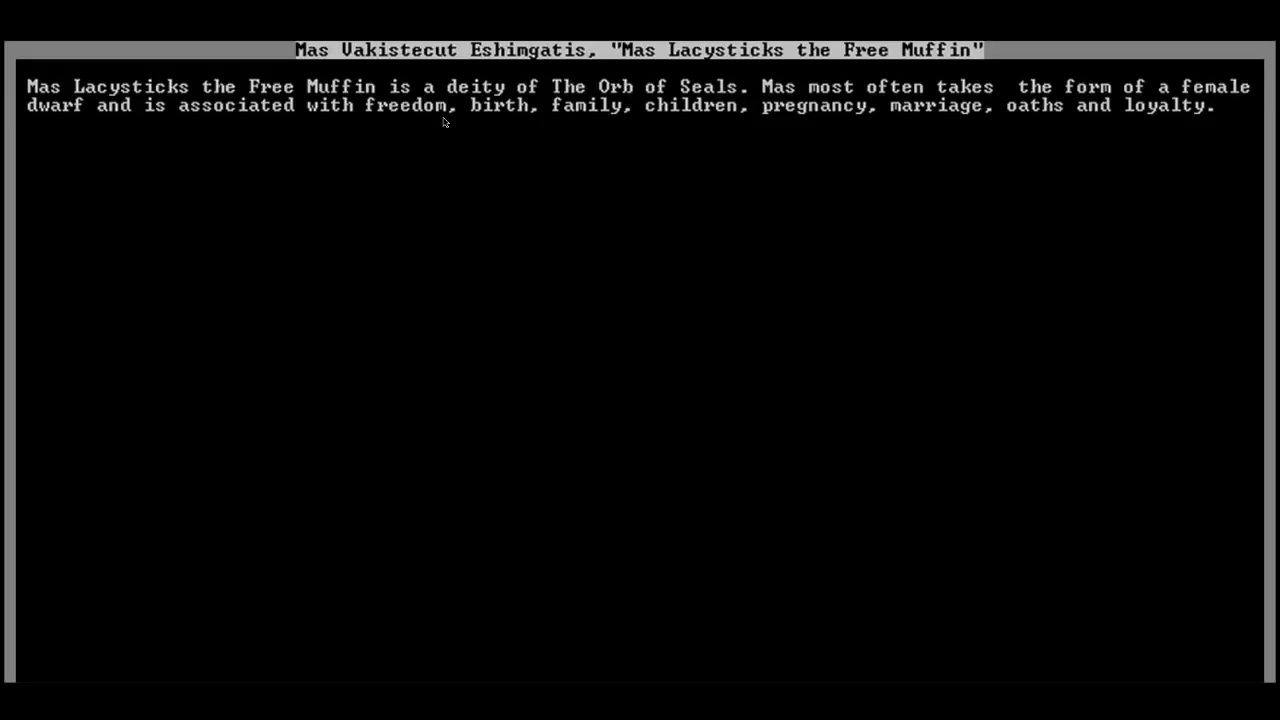 Mas Vakistecut Eshimgatis, "Mas Lacysticks the Free Muffin"
Mas Lacysticks the Free Muffin is a deity of The Orb of Seals. Mas most often takes  the form of a female
dwarf and is associated with freedom, birth, family, children, pregnancy, marriage, oaths and loyalty.